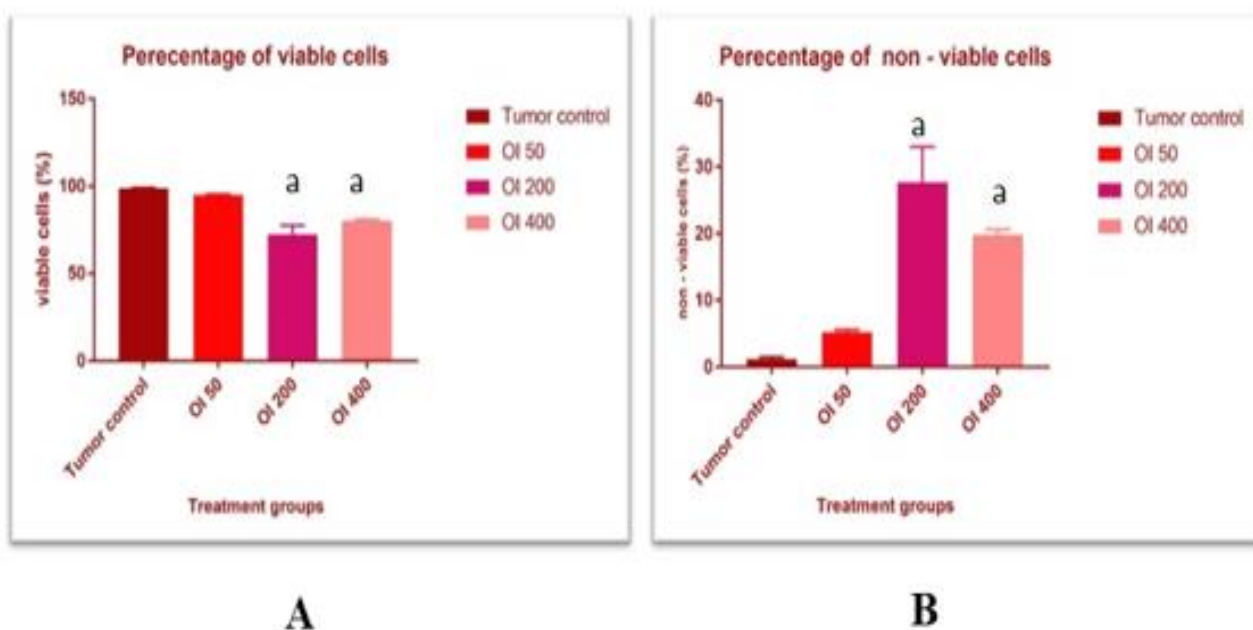 Perecentage of viable cells
150
100
50
0
viable cells (%)
a
a
Tumor control
OI 50
OI 200
OI 400
Treatment groups
Tumor control
OI 50
OI 200
OI 400
A
Perecentage of non - viable cells
40
30
20
10
0
non - viable cells (%)
a
a
Tumor control
OI 50
OI 200
OI 400
Treatment groups
Tumor control
OI 50
OI 200
OI 400
B